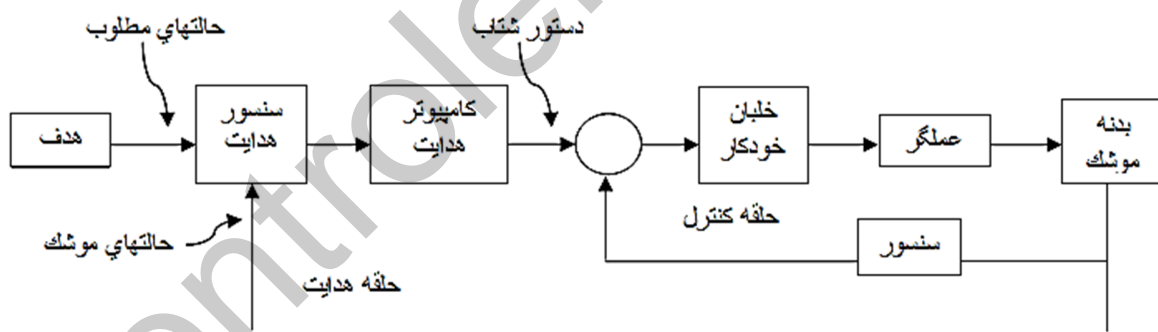 حالتهاي مطلوب
دستور شتاب
هدف
سنسور
هدايت
كامپيوتر
هدايت
خلبان
خودكار
عملگر
بدنه
موشك
حالتهاي موشك
حلقه كنترل
سنسور
حلقه هدايت